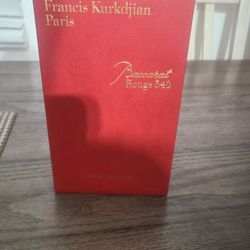 Francis Kurkdjian
Paris
Baccarat
Rouge 540